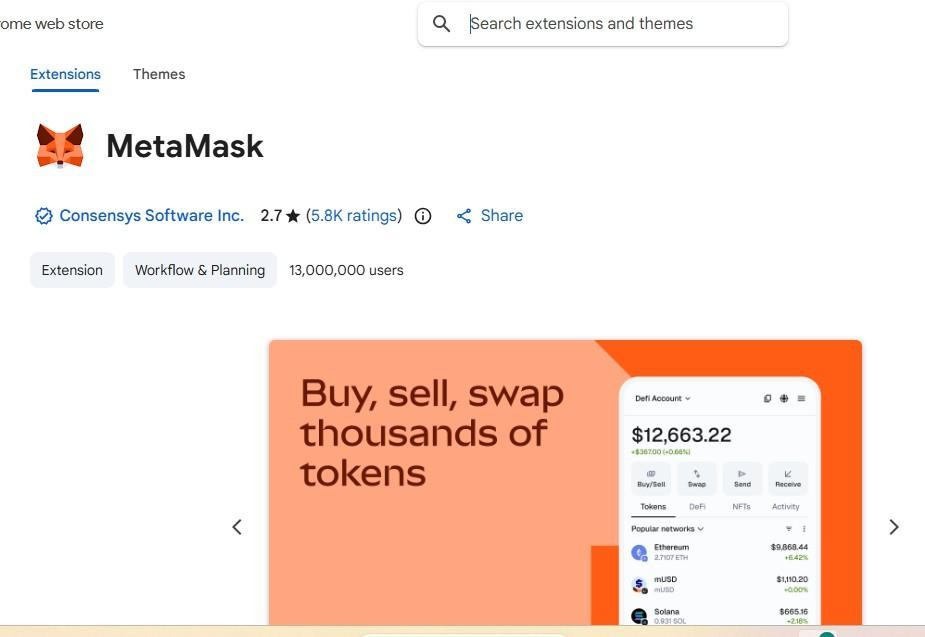 ome web store
Search extensions and themes
Extensions Themes
MetaMask
Consensys Software Inc. 2.7★ (5.8K ratings) Share
Extension Workflow & Planning 13,000,000 users
Buy, sell, swap
thousands of
tokens
Defi Account
$12,663.22
+$367.00 (+0.66%)
Buy/Sell Swap Send Receive
Tokens DeFi NFTs Activity
Popular networks
Ethereum $9,868.44
2.7107 ETH +6.42%
mUSD $1,110.20
mUSD +0.00%
Solana $665.16
0.931 SOL +2.18%